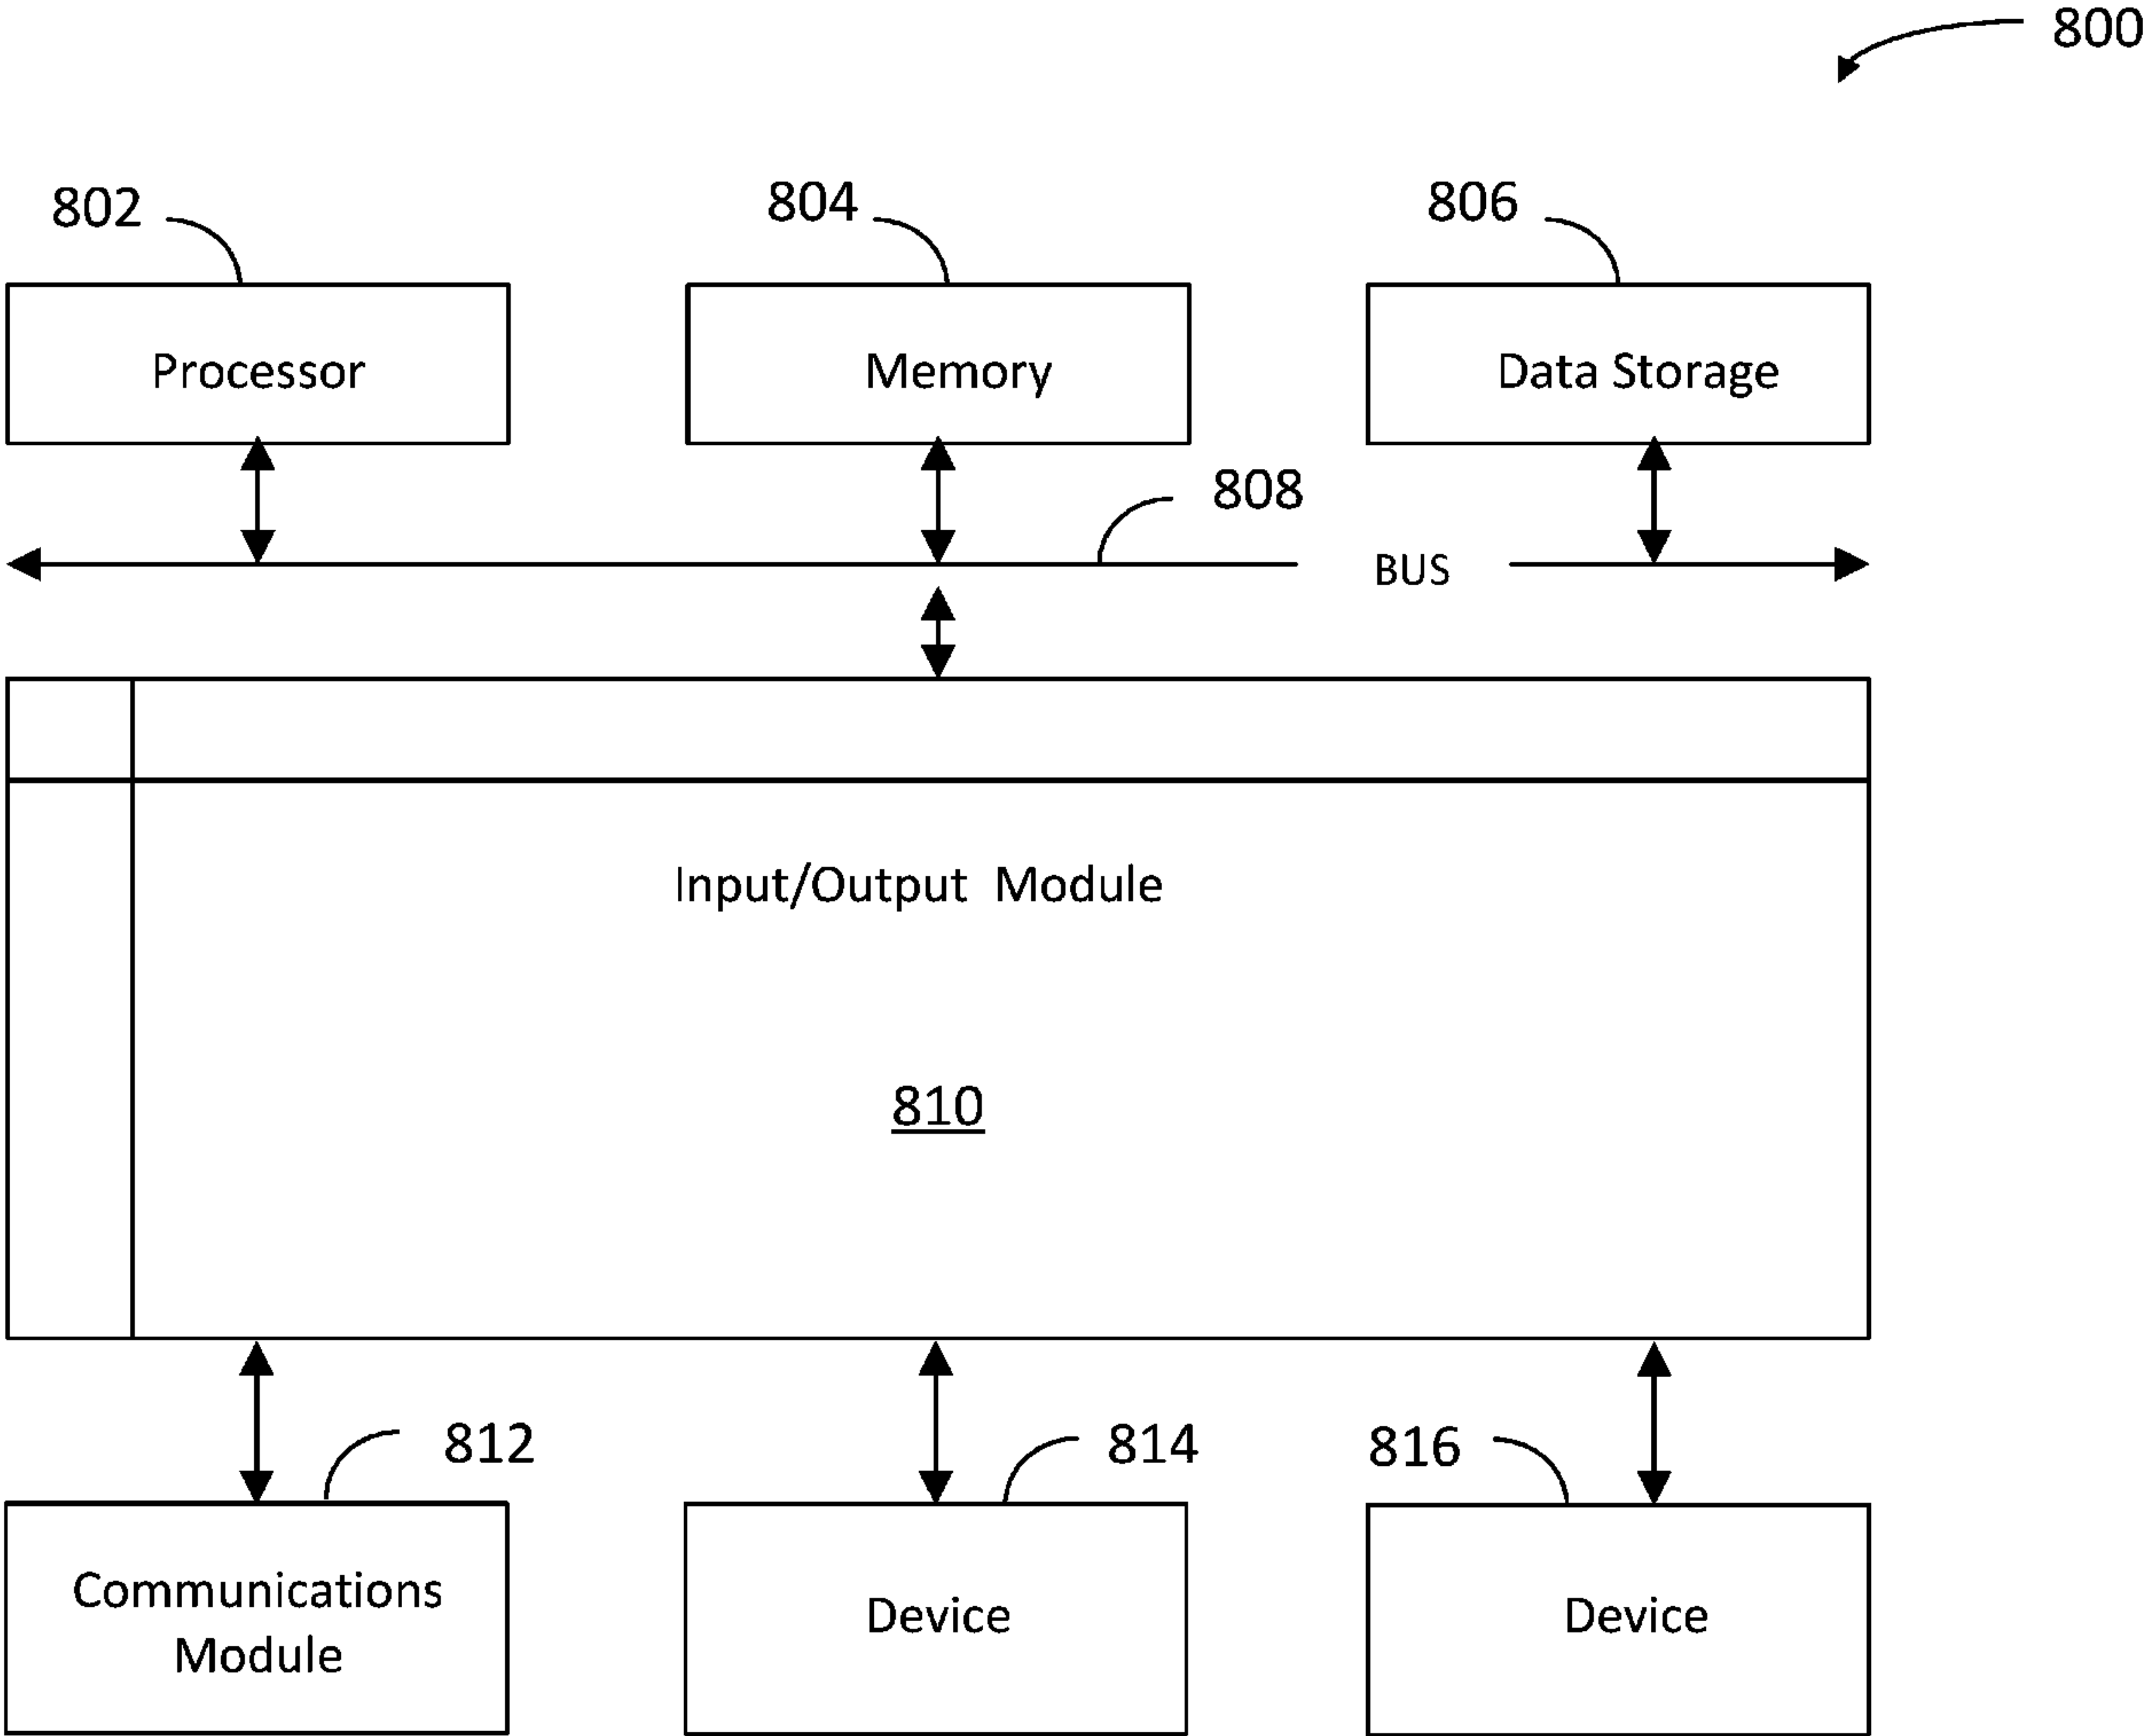 800
802
804
806
Processor
Memory
Data Storage
808
BUS
Input/Output Module
810
812
814
816
Communications
Module
Device
Device